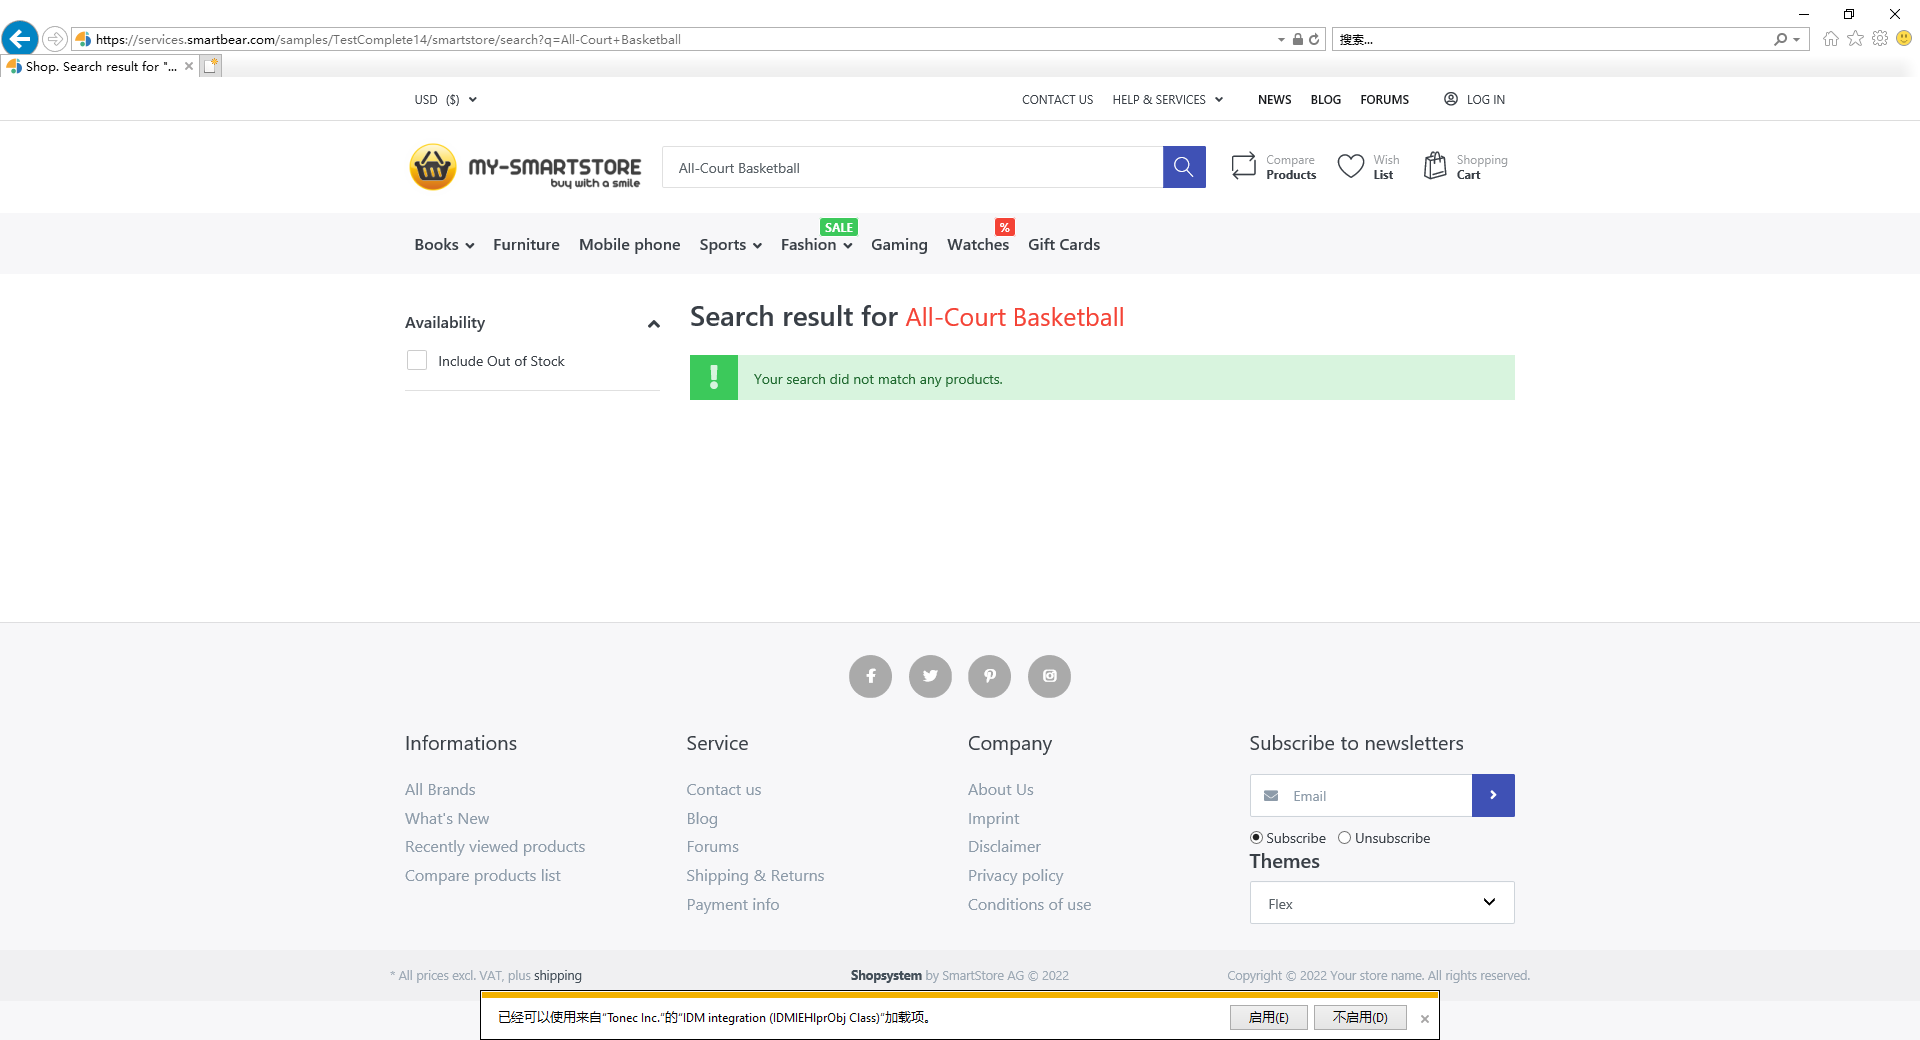 https://services.smartbear.com/samples/TestComplete14/smartstore/search?q=All-Court+Basketball
搜索...
Shop. Search result for "...
USD ($)
CONTACT US
HELP & SERVICES
NEWS
BLOG
FORUMS
LOG IN
MY-SMARTSTORE
buy with a smile
All-Court Basketball
Compare
Products
Wish
List
Shopping
Cart
SALE
%
Books
Furniture
Mobile phone
Sports
Fashion
Gaming
Watches
Gift Cards
Availability
Include Out of Stock
Search result for All-Court Basketball
Your search did not match any products.
Informations
All Brands
What's New
Recently viewed products
Compare products list
Service
Contact us
Blog
Forums
Shipping & Returns
Payment info
Company
About Us
Imprint
Disclaimer
Privacy policy
Conditions of use
Subscribe to newsletters
Email
Subscribe
Unsubscribe
Themes
Flex
* All prices excl. VAT, plus shipping
Shopsystem by SmartStore AG © 2022
Copyright © 2022 Your store name. All rights reserved.
已经可以使用来自"Tonec Inc."的"IDM integration (IDMIEHlprObj Class)"加载项。
启用(E)
不启用(D)